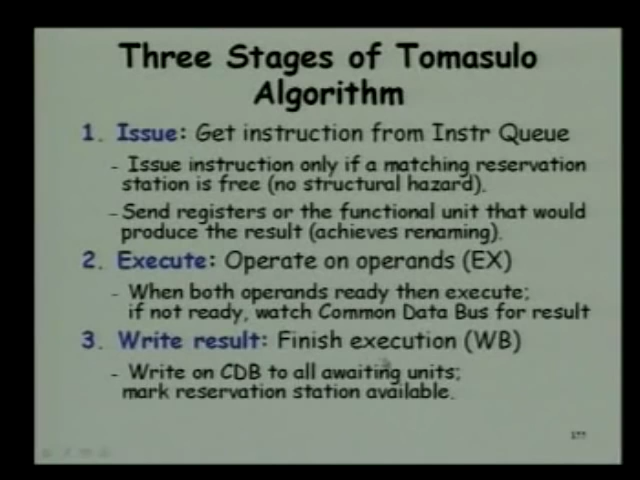 Three Stages of Tomasulo
Algorithm
1. Issue: Get instruction from Instr Queue
- Issue instruction only if a matching reservation
station is free (no structural hazard).
- Send registers or the functional unit that would
produce the result (achieves renaming).
2. Execute: Operate on operands (EX)
- When both operands ready then execute;
if not ready, watch Common Data Bus for result
3. Write result: Finish execution (WB)
- Write on CDB to all awaiting units;
mark reservation station available.